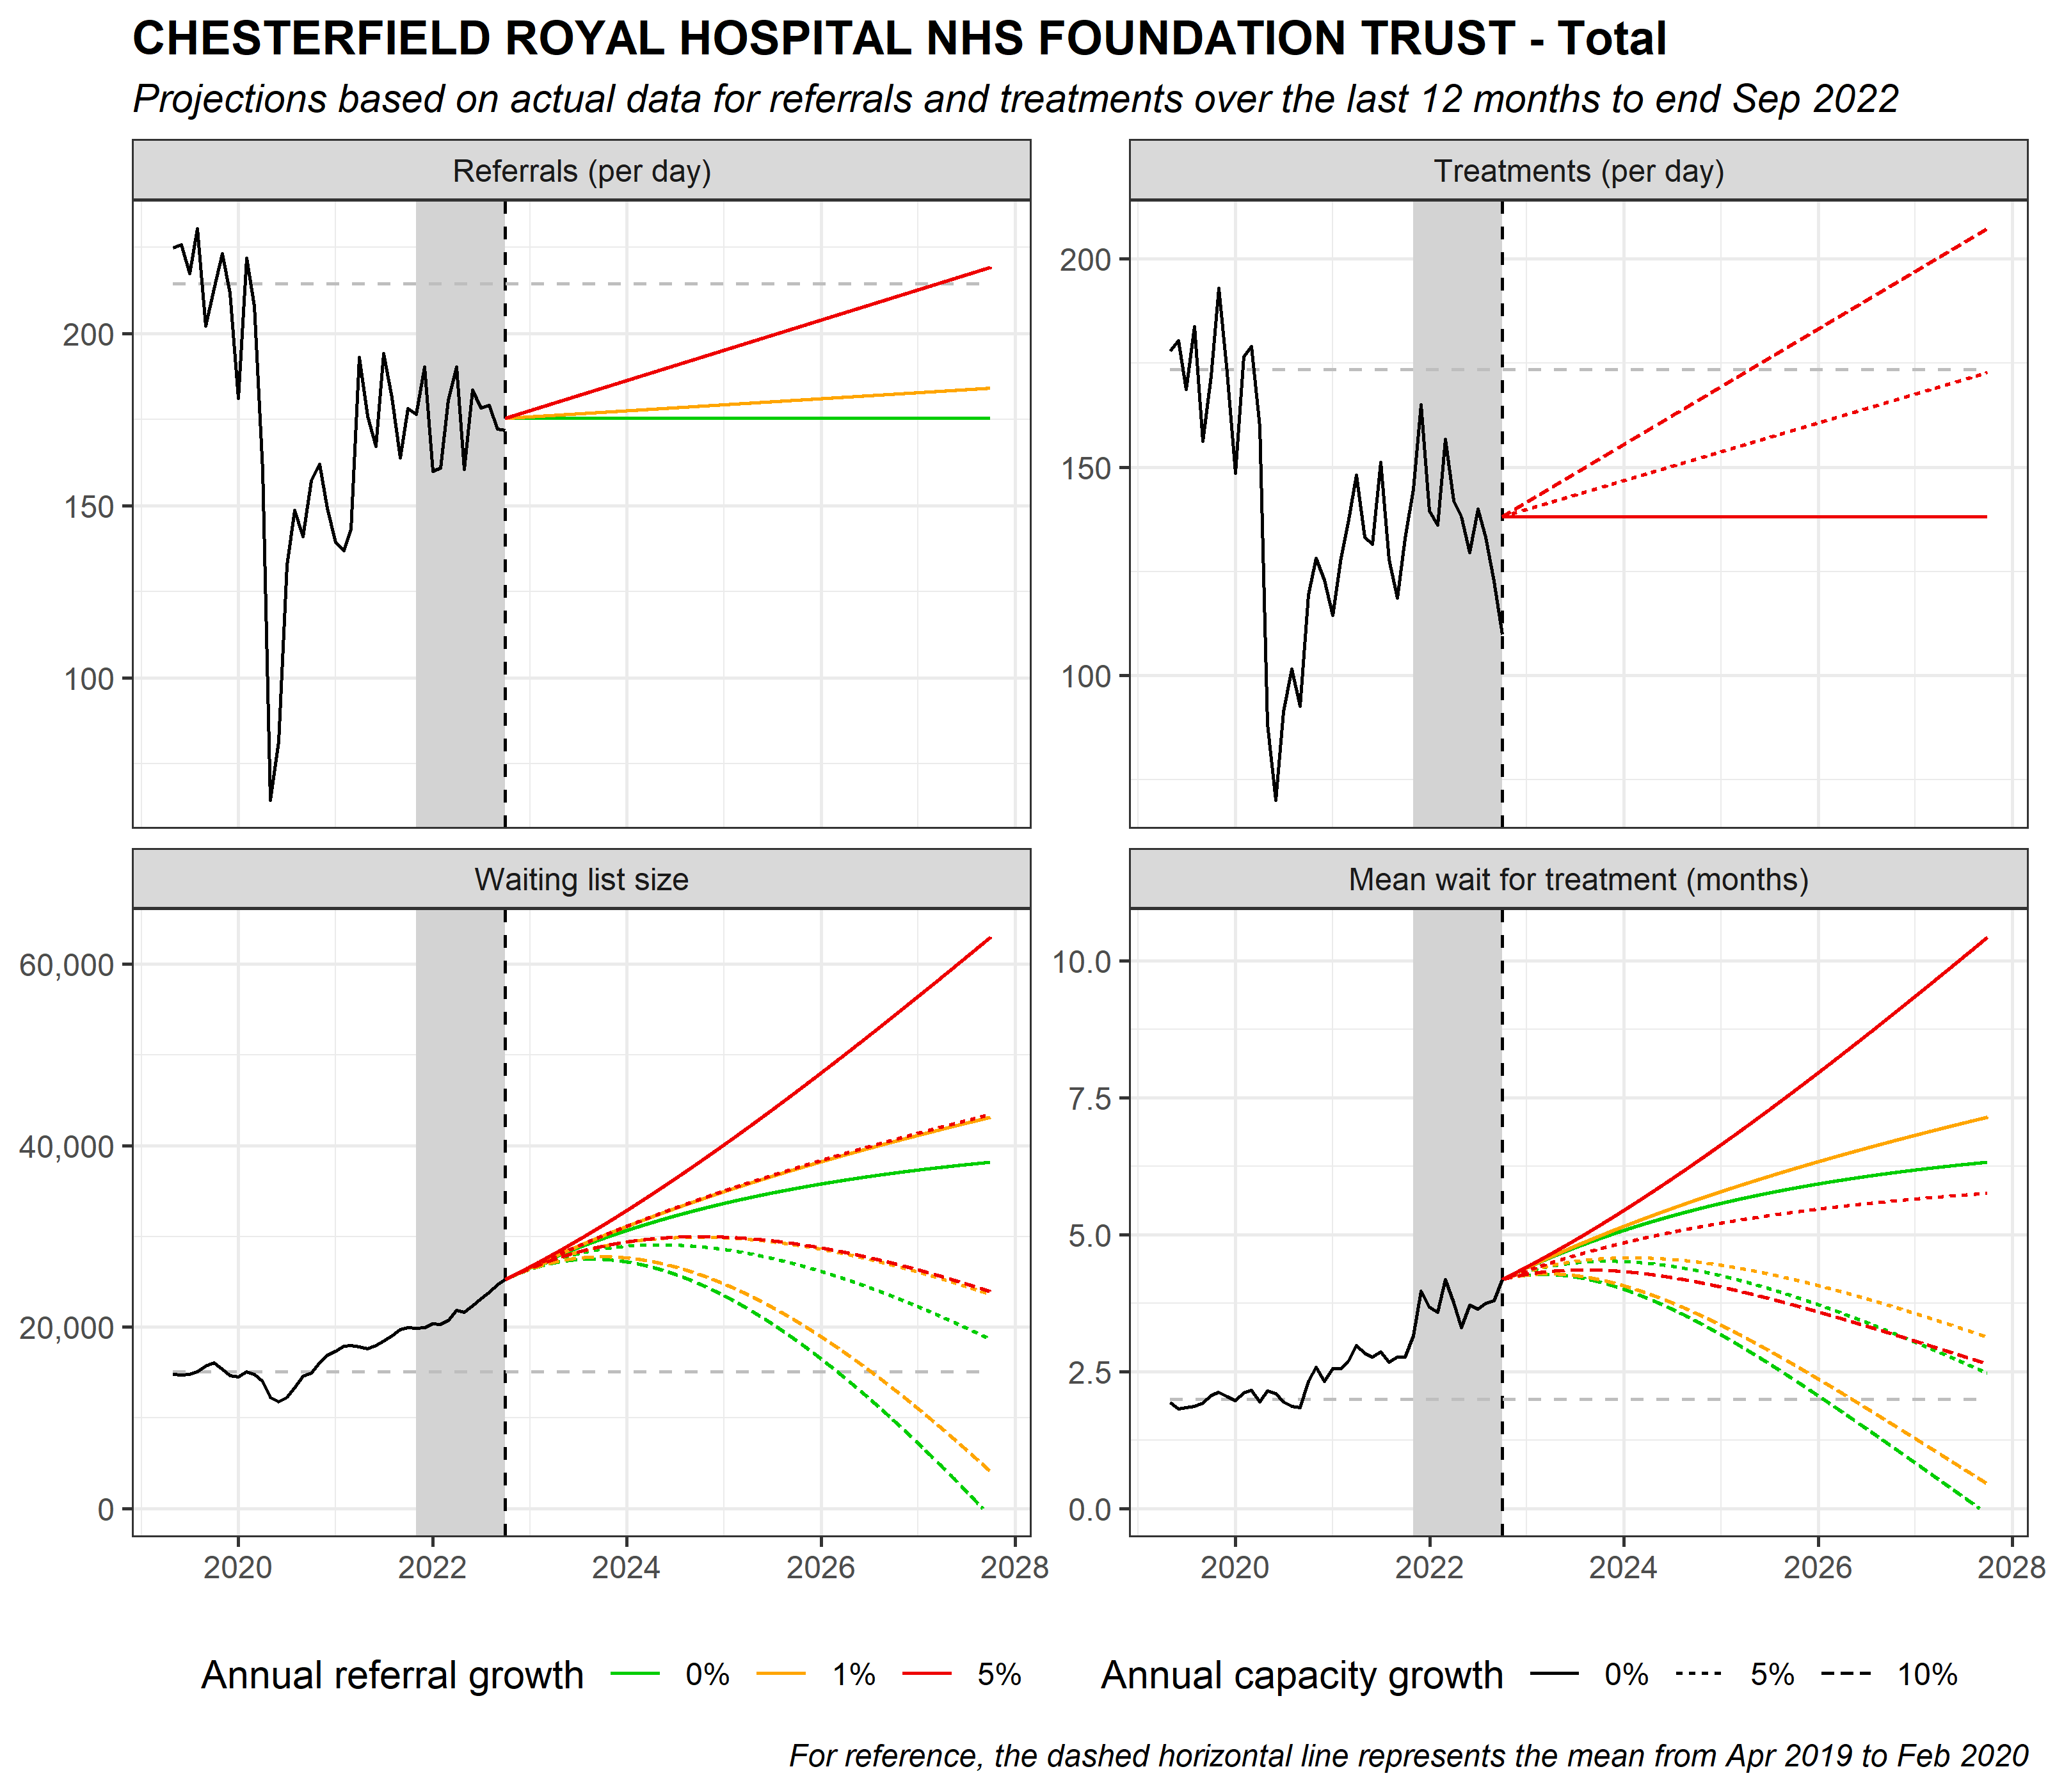 CHESTERFIELD ROYAL HOSPITAL NHS FOUNDATION TRUST - Total
Projections based on actual data for referrals and treatments over the last 12 months to end Sep 2022
Referrals (per day)
200
150
100
Treatments (per day)
200
150
100
Waiting list size
60,000
40,000
20,000
0
2020 2022 2024 2026 2028
Mean wait for treatment (months)
10.0
7.5
5.0
2.5
0.0
2020 2022 2024 2026 2028
Annual referral growth 0% 1% 5%
Annual capacity growth 0% 5% 10%
For reference, the dashed horizontal line represents the mean from Apr 2019 to Feb 2020